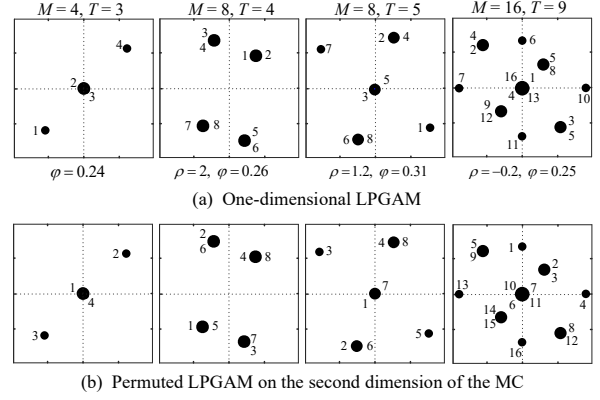 M = 4, T = 3 M = 8, T = 4 M = 8, T = 5 M = 16, T = 9
4 2 3 1
3 4 1 2 7 8 5 6
7 2 4 5 3 6 8 1
4 2 6 5 8 7 16 1 4 13 10 9 12 3 5 11
φ = 0.24 ρ = 2, φ = 0.26 ρ = 1.2, φ = 0.31 ρ = −0.2, φ = 0.25
(a) One-dimensional LPGAM
2 1 4 3
2 6 4 8 1 5 7 3
3 4 8 7 1 2 6 5
5 9 1 2 3 13 10 7 6 11 4 14 15 8 12 16
(b) Permuted LPGAM on the second dimension of the MC